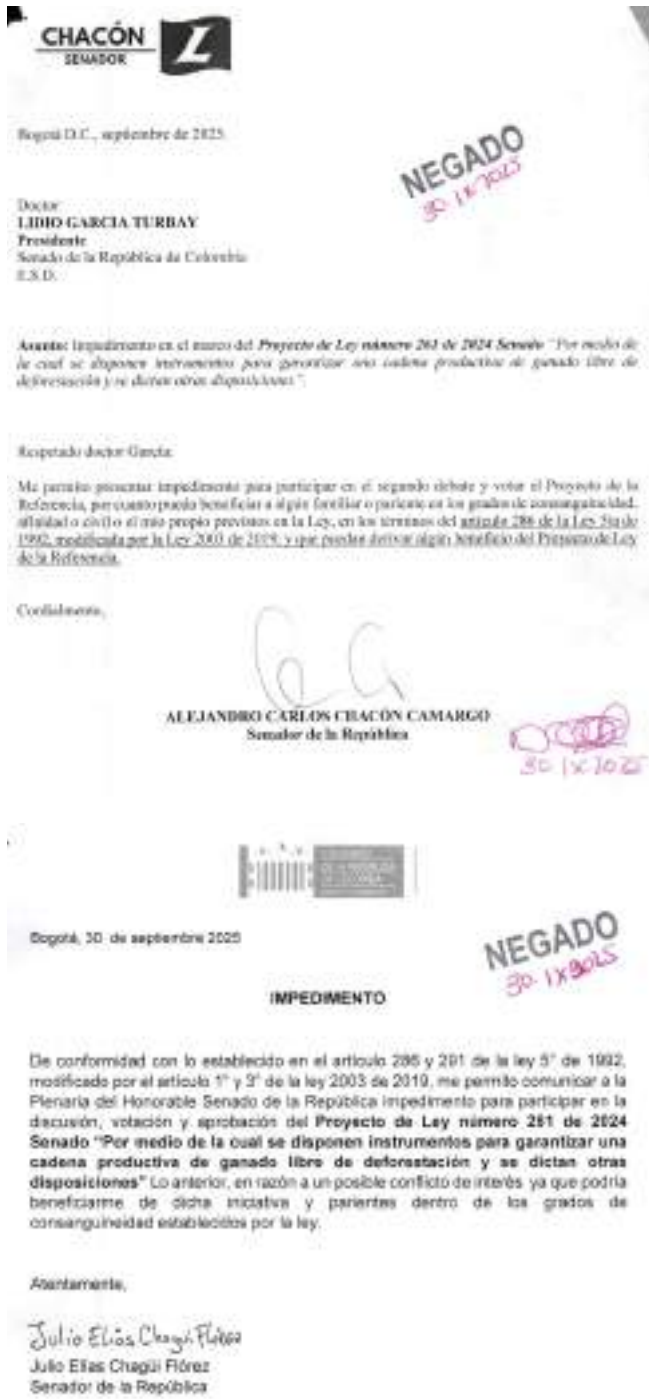 CHACÓN
SENADOR
L
Bogotá D.C., septiembre de 2025.
NEGADO
30 IX 2025
Doctor
LIDIO GARCIA TURBAY
Presidente
Senado de la República de Colombia
E.S.D.
Asunto: Impedimento en el marco del Proyecto de Ley número 261 de 2024 Senado "Por medio de
la cual se disponen instrumentos para garantizar una cadena productiva de ganado libre de
deforestación y se dictan otras disposiciones".
Respetado doctor García:
Me permito presentar impedimento para participar en el segundo debate y votar el Proyecto de la
Referencia, por cuanto pueda beneficiar a algún familiar o pariente en los grados de consanguinidad,
afinidad o civil o el mío propio previstos en la Ley, en los términos del artículo 286 de la Ley 5ta de
1992, modificada por la Ley 2003 de 2019, y que puedan derivar algún beneficio del Proyecto de Ley
de la Referencia.
Cordialmente,
ALEJANDRO CARLOS CHACÓN CAMARGO
Senador de la República
30 IX 2025
Bogotá, 30 de septiembre 2025
NEGADO
30 IX 2025
IMPEDIMENTO
De conformidad con lo establecido en el artículo 286 y 291 de la ley 5° de 1992,
modificado por el artículo 1° y 3° de la ley 2003 de 2019, me permito comunicar a la
Plenaria del Honorable Senado de la República impedimento para participar en la
discusión, votación y aprobación del Proyecto de Ley número 261 de 2024
Senado "Por medio de la cual se disponen instrumentos para garantizar una
cadena productiva de ganado libre de deforestación y se dictan otras
disposiciones" Lo anterior, en razón a un posible conflicto de interés ya que podría
beneficiarme de dicha iniciativa y parientes dentro de los grados de
consanguineidad establecidos por la ley.
Atentamente,
Julio Elías Chagüi Flórez
Julio Elías Chagüi Flórez
Senador de la República